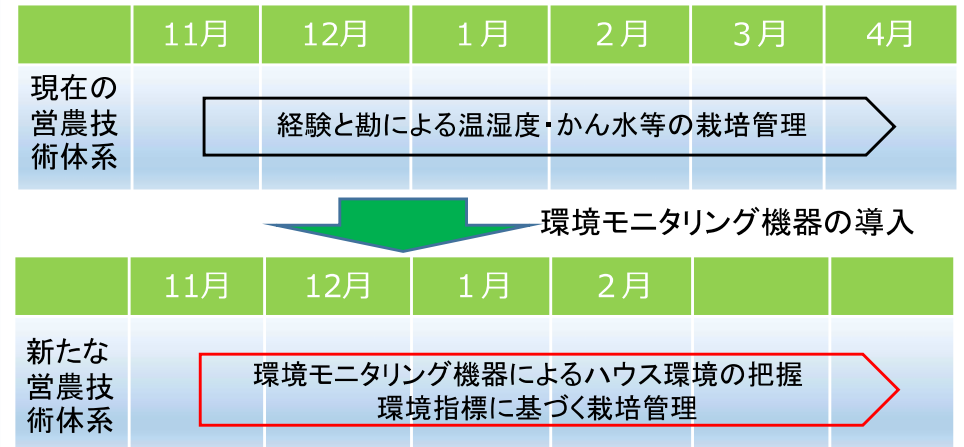 11月 12月 1月 2月 3月 4月
現在の
営農技
術体系
経験と勘による温湿度・かん水等の栽培管理
環境モニタリング機器の導入
11月 12月 1月 2月
新たな
営農技
術体系
環境モニタリング機器によるハウス環境の把握
環境指標に基づく栽培管理